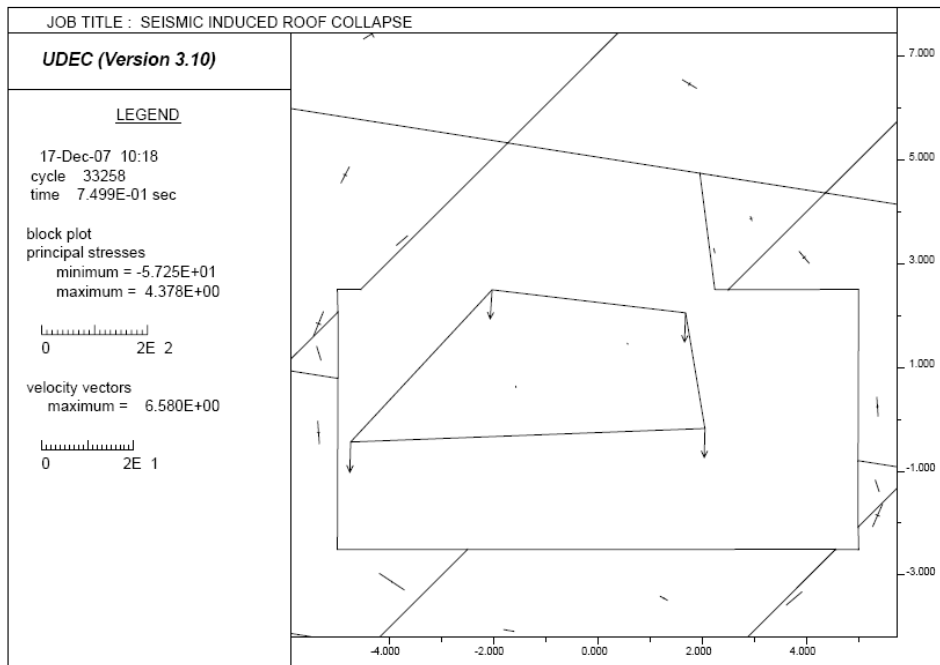 JOB TITLE : SEISMIC INDUCED ROOF COLLAPSE
UDEC (Version 3.10)
LEGEND
17-Dec-07 10:18
cycle 33258
time 7.499E-01 sec
block plot
principal stresses
minimum = -5.725E+01
maximum = 4.378E+00
0 2E 2
velocity vectors
maximum = 6.580E+00
0 2E 1
7.000
5.000
3.000
1.000
-1.000
-3.000
-4.000 -2.000 0.000 2.000 4.000